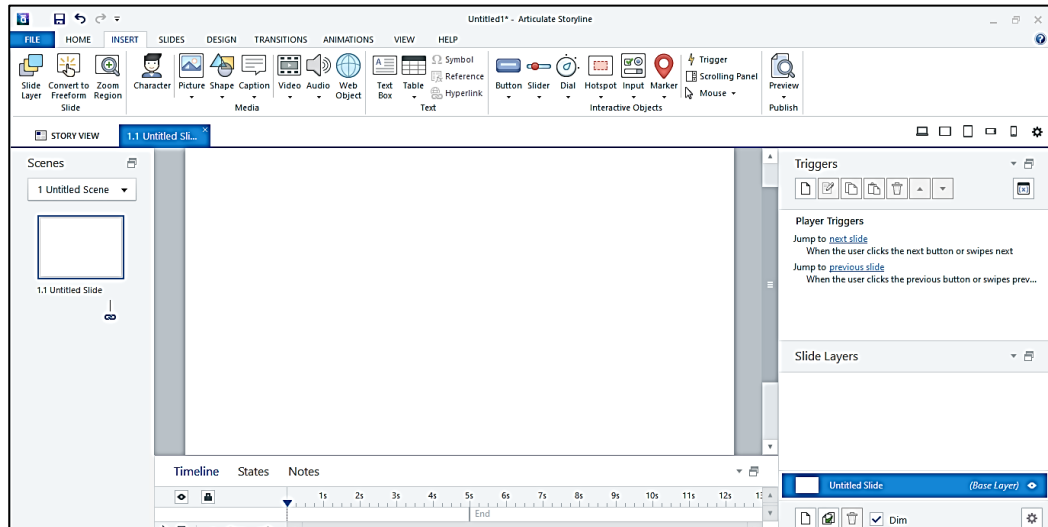 Untitled1* - Articulate Storyline
FILE HOME INSERT SLIDES DESIGN TRANSITIONS ANIMATIONS VIEW HELP
Slide Layer
Convert to Freeform
Zoom Region
Slide
Character
Picture
Shape
Caption
Video
Audio
Web Object
Media
Text Box
Table
Symbol
Reference
Hyperlink
Text
Button
Slider
Dial
Hotspot
Input
Marker
Trigger
Scrolling Panel
Mouse
Interactive Objects
Preview
Publish
STORY VIEW
1.1 Untitled Sli...
Scenes
1 Untitled Scene
1.1 Untitled Slide
Triggers
Player Triggers
Jump to next slide
When the user clicks the next button or swipes next
Jump to previous slide
When the user clicks the previous button or swipes prev...
Slide Layers
Untitled Slide (Base Layer)
Dim
Timeline States Notes
1s 2s 3s 4s 5s 6s 7s 8s 9s 10s 11s 12s
End